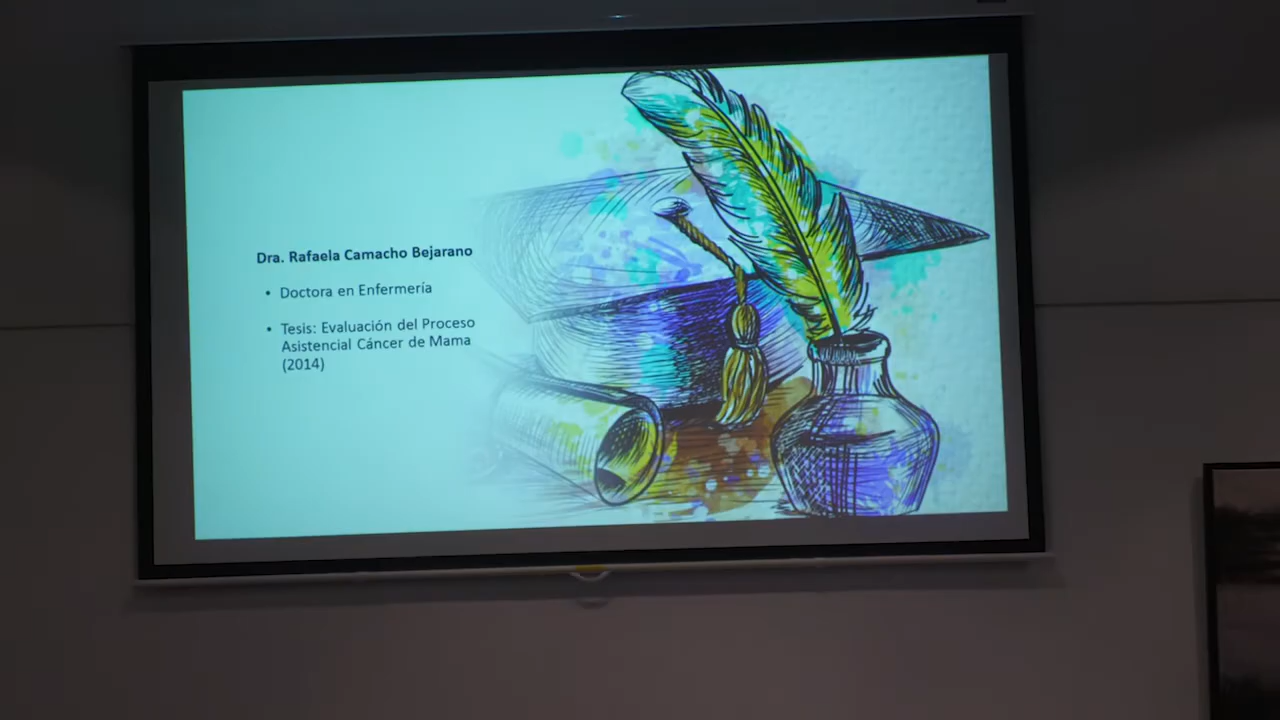 Dra. Rafaela Camacho Bejarano
• Doctora en Enfermería
• Tesis: Evaluación del Proceso
Asistencial Cáncer de Mama
(2014)